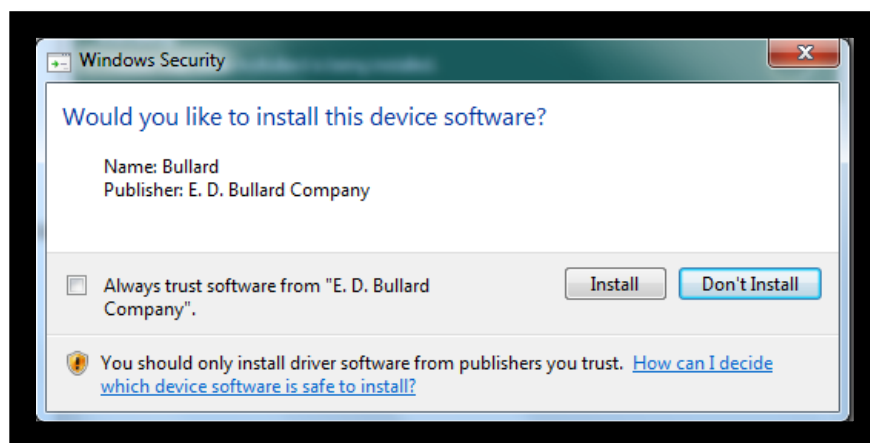 Windows Security
Would you like to install this device software?
Name: Bullard
Publisher: E. D. Bullard Company
Always trust software from "E. D. Bullard
Company".
Install
Don't Install
You should only install driver software from publishers you trust. How can I decide
which device software is safe to install?